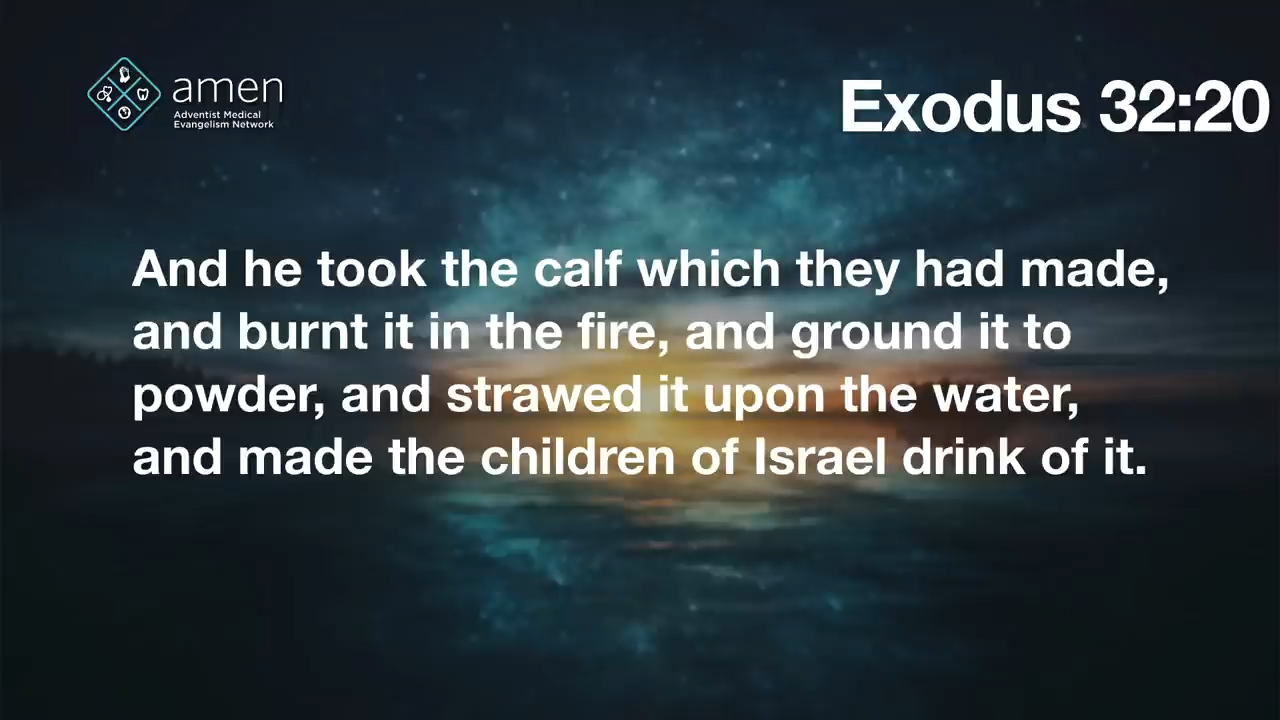 amen
Adventist Medical
Evangelism Network
Exodus 32:20
And he took the calf which they had made,
and burnt it in the fire, and ground it to
powder, and strawed it upon the water,
and made the children of Israel drink of it.